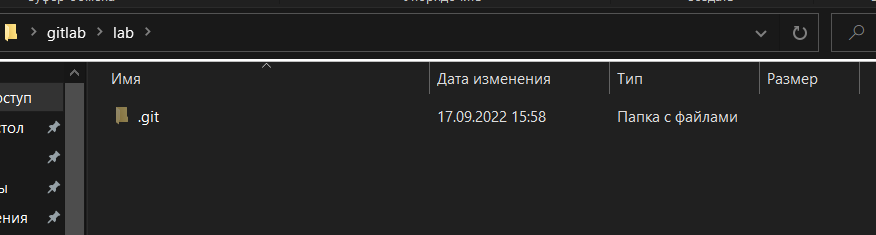 gitlab > lab >
Имя Дата изменения Тип Размер
.git 17.09.2022 15:58 Папка с файлами